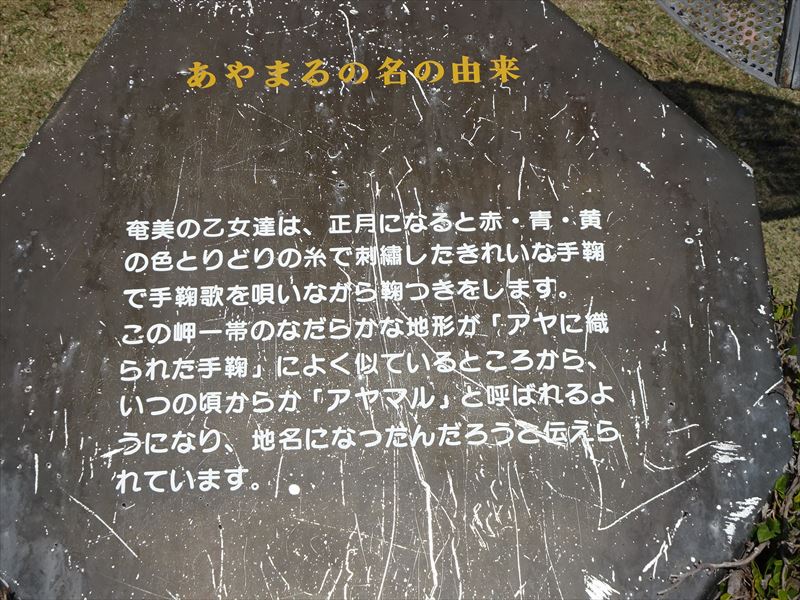 あやまるの名の由来
奄美の乙女達は、正月になると赤・青・黄
の色とりどりの糸で刺繡したきれいな手鞠
で手鞠歌を唄いながら鞠つきをします。
この岬一帯のなだらかな地形が「アヤに織
られた手鞠」によく似ているところから、
いつの頃からか「アヤマル」と呼ばれるよ
うになり、地名になったんだろうと伝えら
れています。